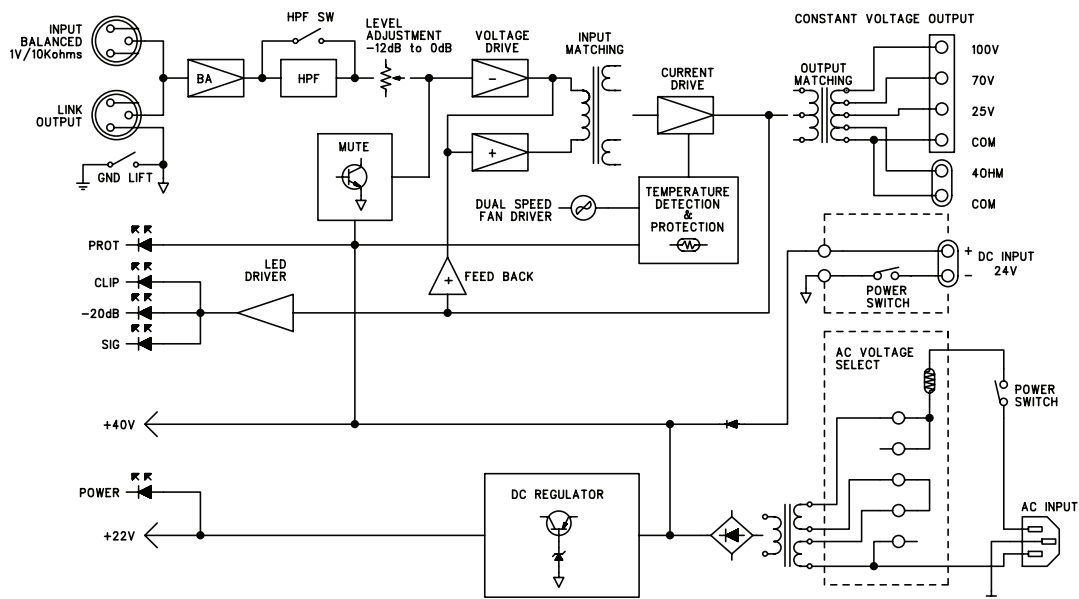 INPUT
BALANCED
1V/10Kohms
HPF SW
LEVEL
ADJUSTMENT
-12dB to 0dB
VOLTAGE
DRIVE
INPUT
MATCHING
CONSTANT VOLTAGE OUTPUT
BA
HPF
−
CURRENT
DRIVE
OUTPUT
MATCHING
100V
70V
25V
COM
4OHM
COM
LINK
OUTPUT
GND LIFT
MUTE
+
DUAL SPEED
FAN DRIVER
TEMPERATURE
DETECTION
&
PROTECTION
PROT
CLIP
-20dB
SIG
LED
DRIVER
+
FEED BACK
+
DC INPUT
24V
−
POWER
SWITCH
AC VOLTAGE
SELECT
POWER
SWITCH
+40V
POWER
DC REGULATOR
+22V
AC INPUT